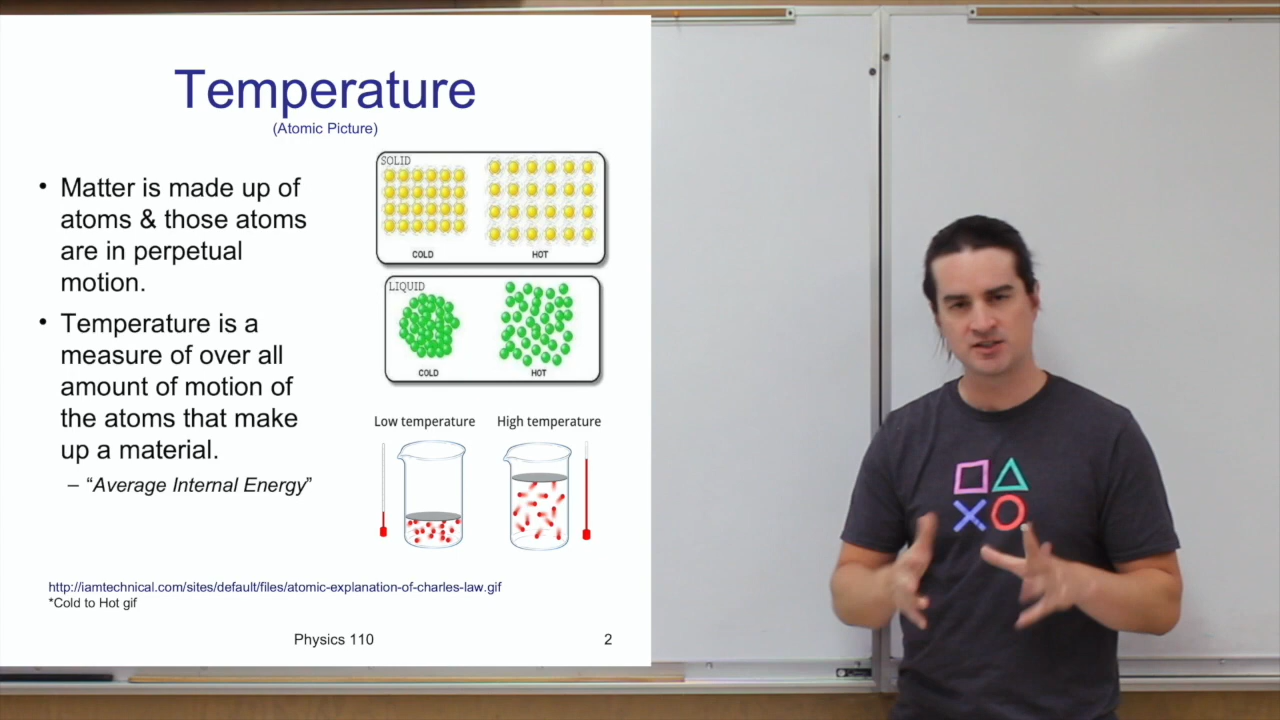 Temperature
(Atomic Picture)
• Matter is made up of
atoms & those atoms
are in perpetual
motion.
• Temperature is a
measure of over all
amount of motion of
the atoms that make
up a material.
– “Average Internal Energy”
SOLID
COLD HOT
LIQUID
COLD HOT
Low temperature High temperature
http://iamtechnical.com/sites/default/files/atomic-explanation-of-charles-law.gif
*Cold to Hot gif
Physics 110 2